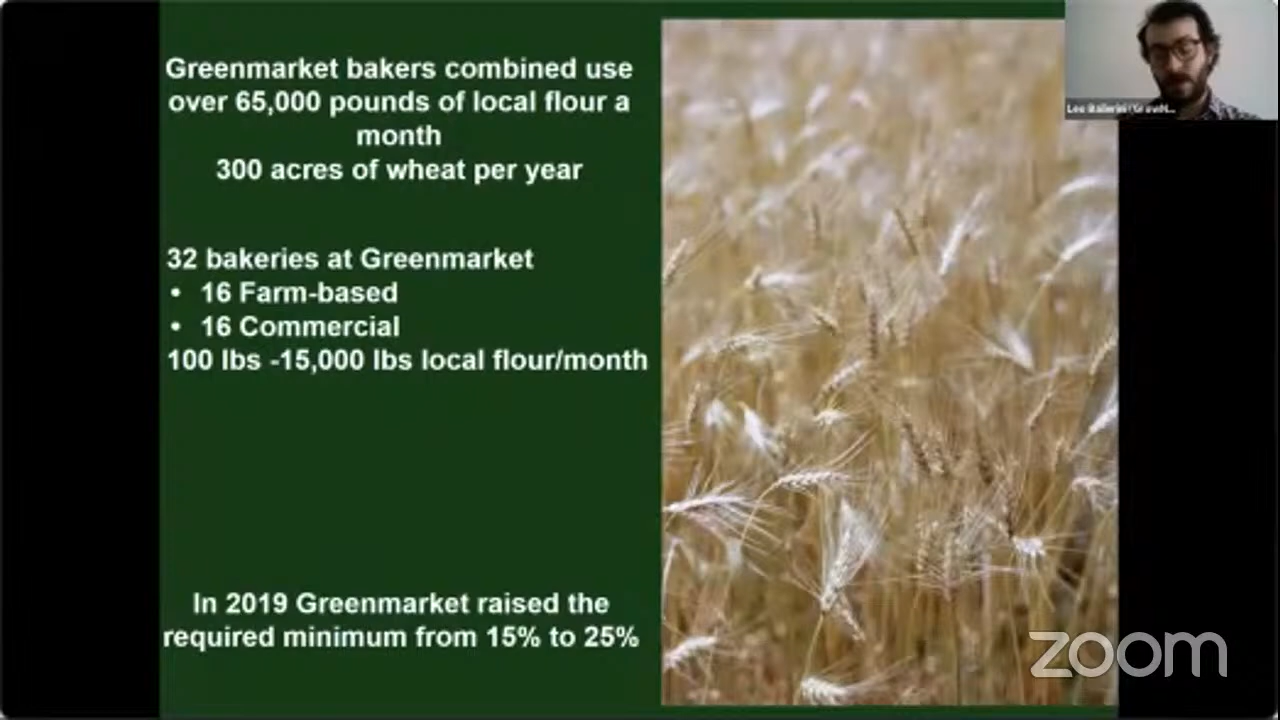 Greenmarket bakers combined use
over 65,000 pounds of local flour a
month
300 acres of wheat per year
32 bakeries at Greenmarket
• 16 Farm-based
• 16 Commercial
100 lbs -15,000 lbs local flour/month
In 2019 Greenmarket raised the
required minimum from 15% to 25%
zoom